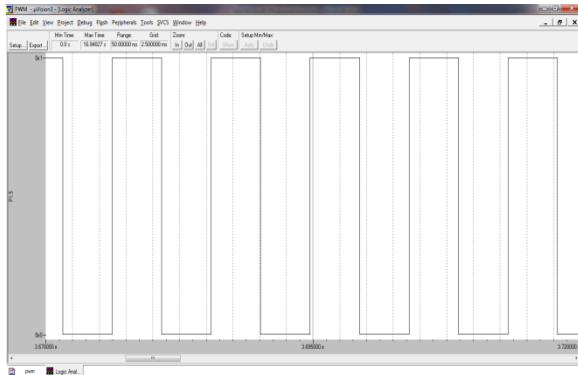 PWM - µVision3 - [Logic Analyzer]
File Edit View Project Debug Flash Peripherals Tools SVCS Window Help
Min Time Max Time Range Grid Zoom Code Setup Min/Max
Setup... Export... 0.0 s 16.84027 s 50.00000 ms 2.500000 ms In Out All Sel Show Auto Undo
0x1
P1.5
0x0
3.670000 s 3.695000 s 3.720000
pwm Logic Anal...